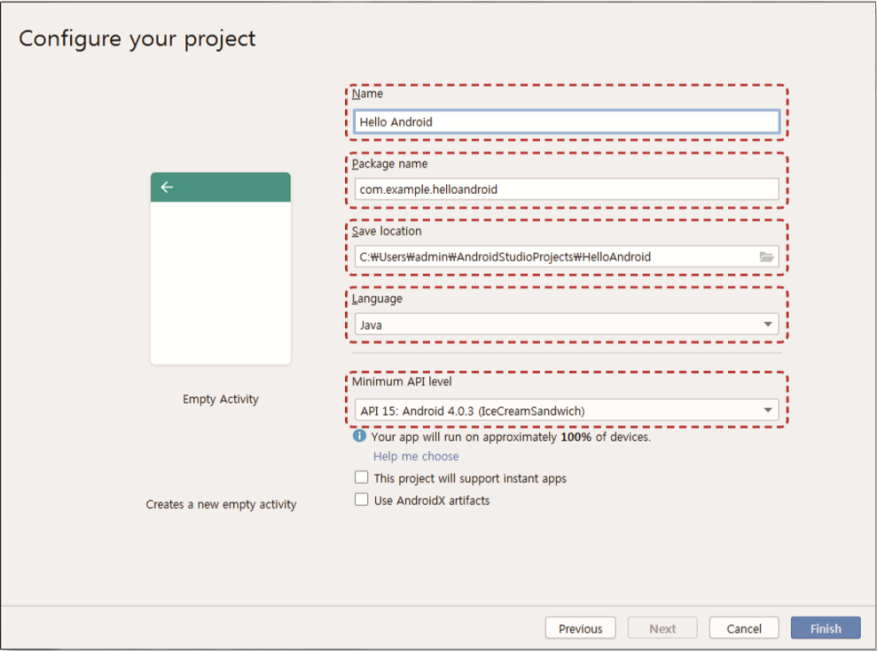 Configure your project
Name
Hello Android
Package name
com.example.helloandroid
Save location
C:₩Users₩admin₩AndroidStudioProjects₩HelloAndroid
Language
Java
Empty Activity
Minimum API level
API 15: Android 4.0.3 (IceCreamSandwich)
Your app will run on approximately 100% of devices.
Help me choose
This project will support instant apps
Creates a new empty activity
Use AndroidX artifacts
Previous
Next
Cancel
Finish